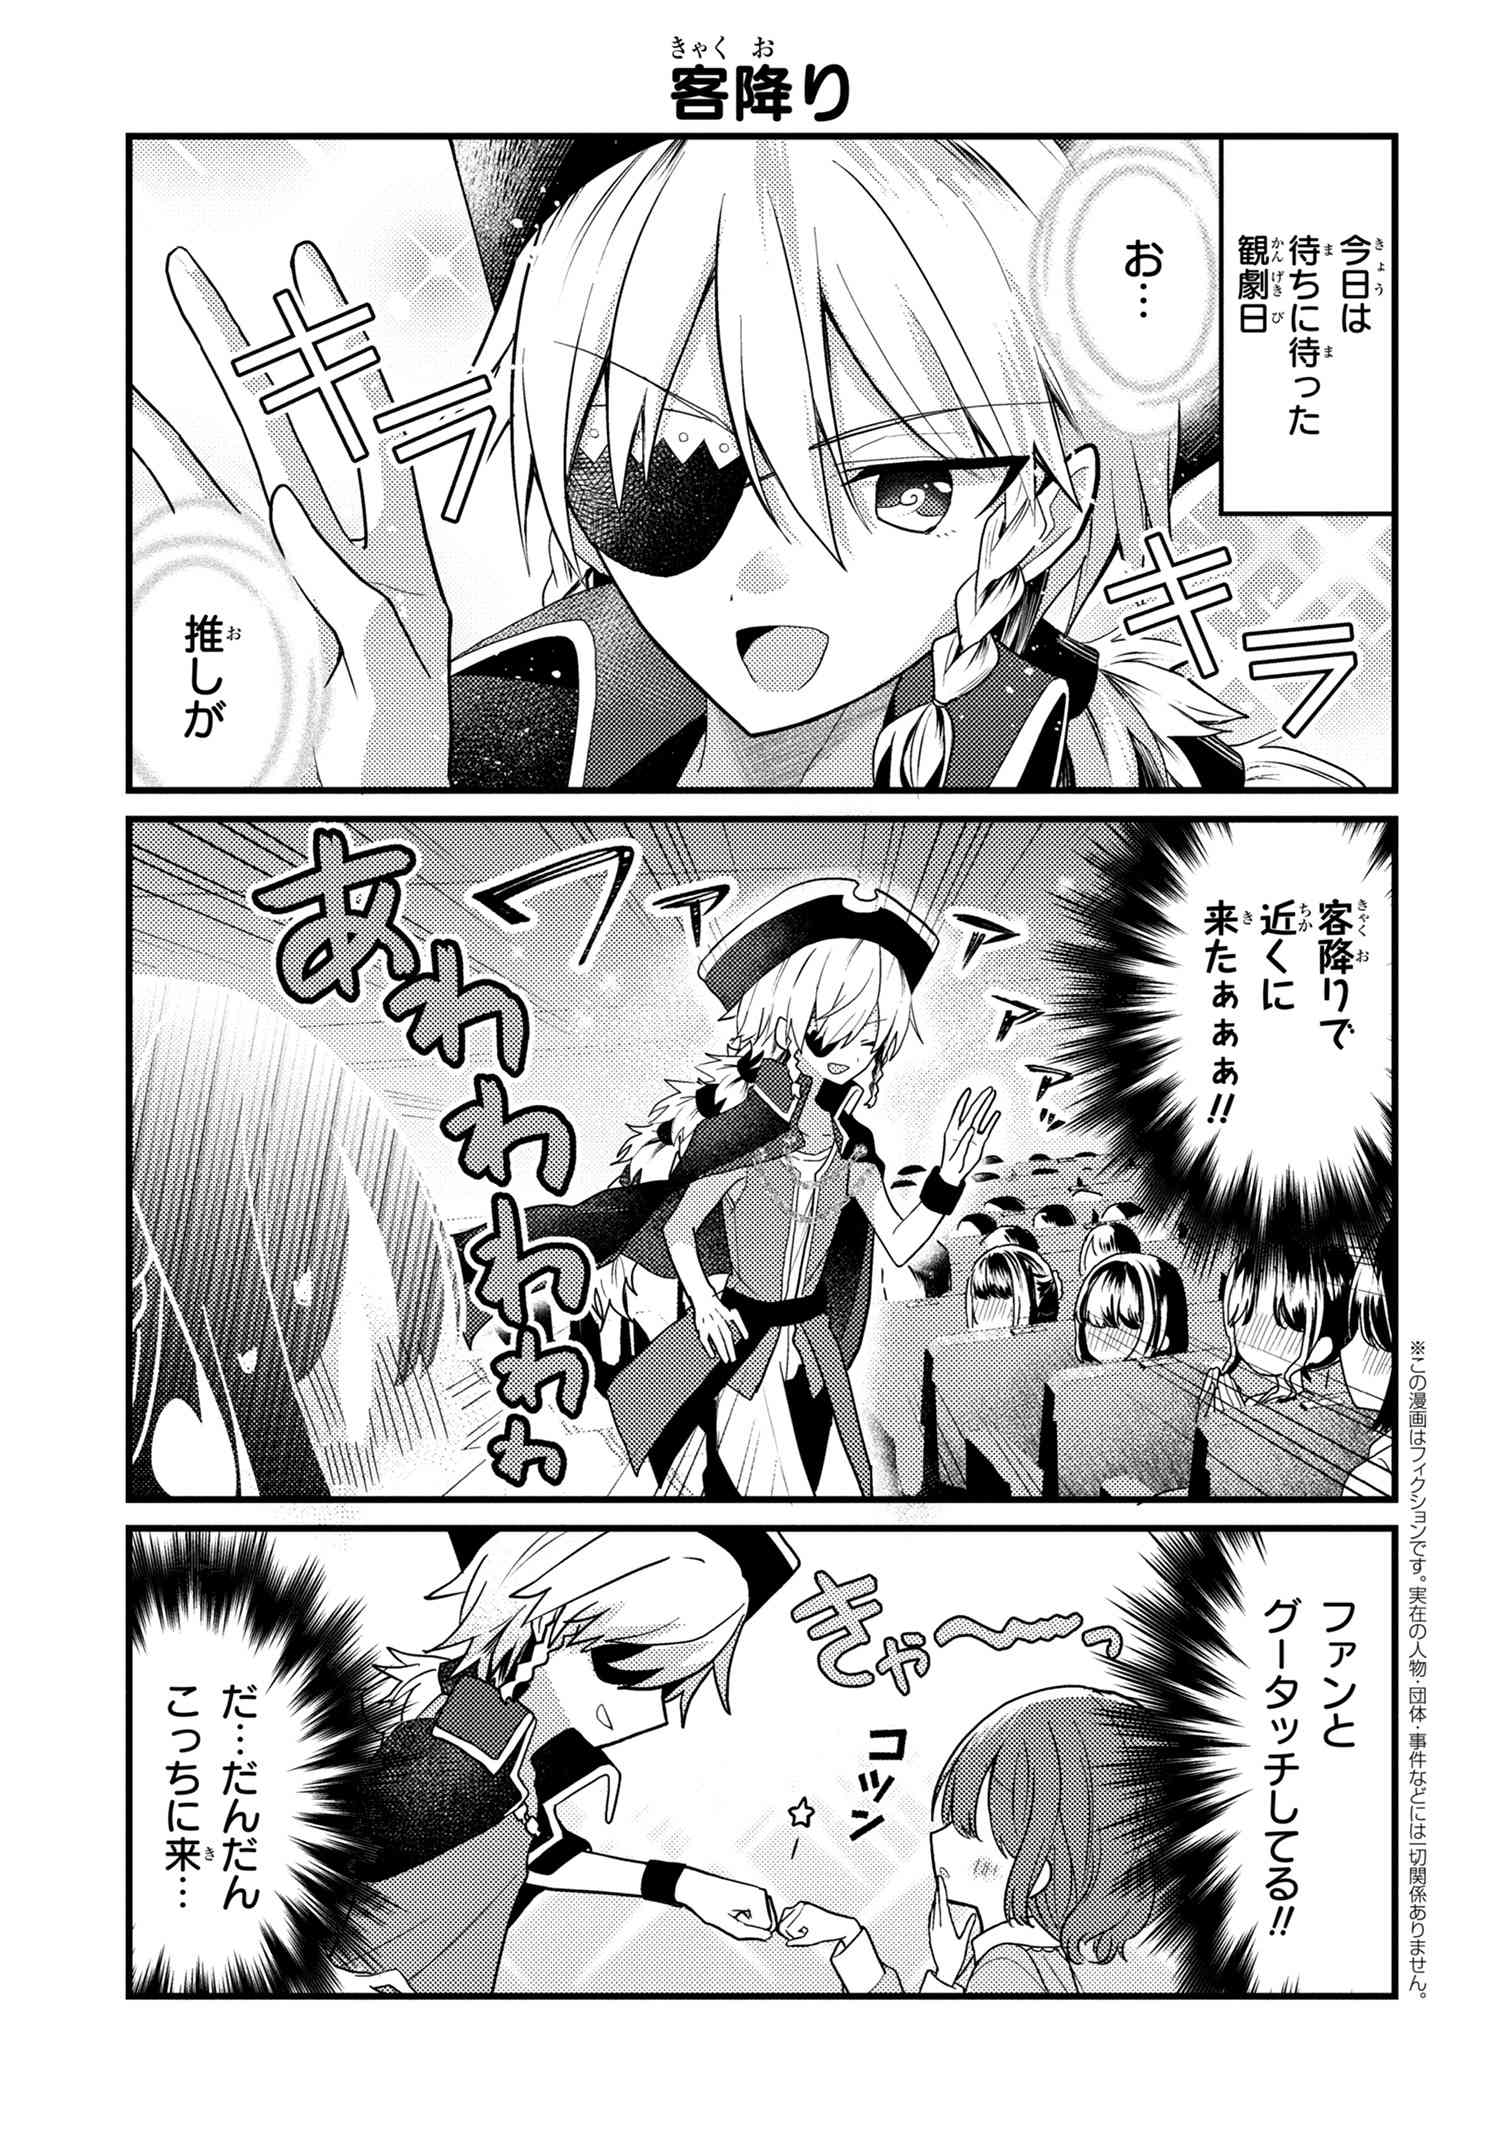 客降り
今日は
待ちに待った
観劇日
お…
推しが
キラ
キラ
客降りで
近くに
来たぁぁぁ!!
ファ
ファ
あわわわわわわ
ファンと
グータッチしてる!!
きゃ〜〜っ
コツン
だ…だんだん
こっちに来…
※この漫画はフィクションです。実在の人物・団体・事件などには一切関係ありません。